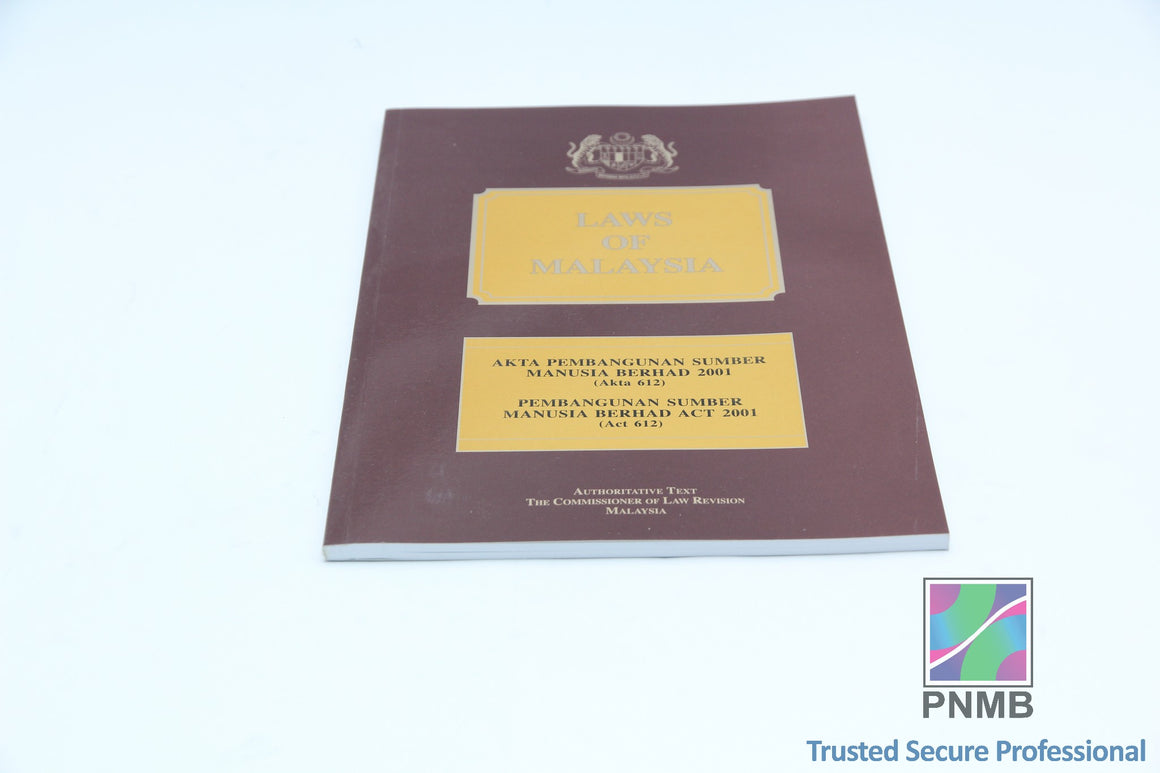 LAWS
OF
MALAYSIA
AKTA PEMBANGUNAN SUMBER
MANUSIA BERHAD 2001
(Akta 612)
PEMBANGUNAN SUMBER
MANUSIA BERHAD ACT 2001
(Act 612)
AUTHORITATIVE TEXT
THE COMMISSIONER OF LAW REVISION
MALAYSIA
PNMB
Trusted Secure Professional